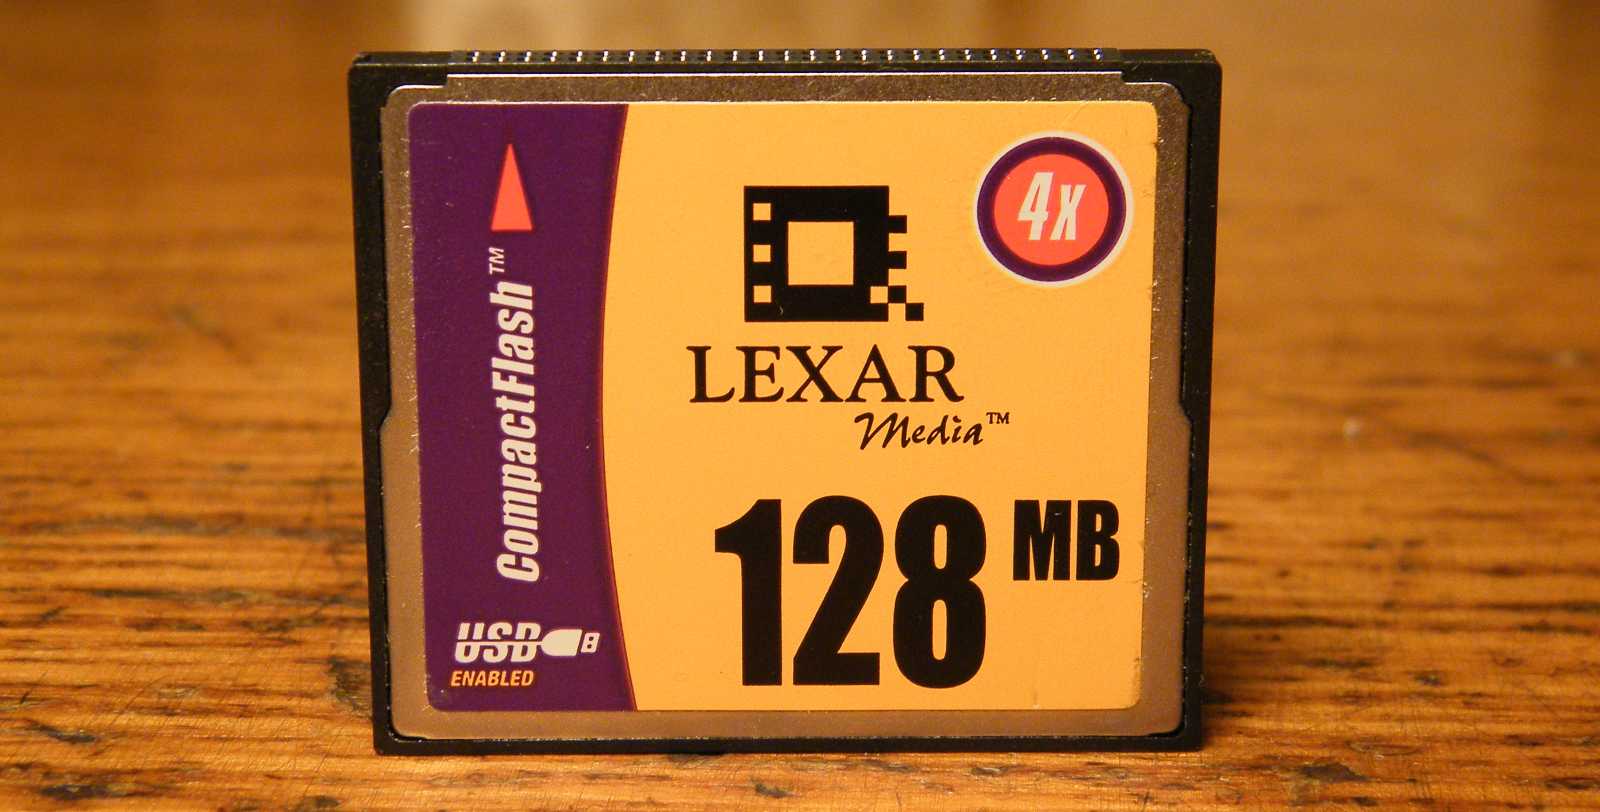 CompactFlash™
USB
ENABLED
4x
LEXAR
Media™
128 MB